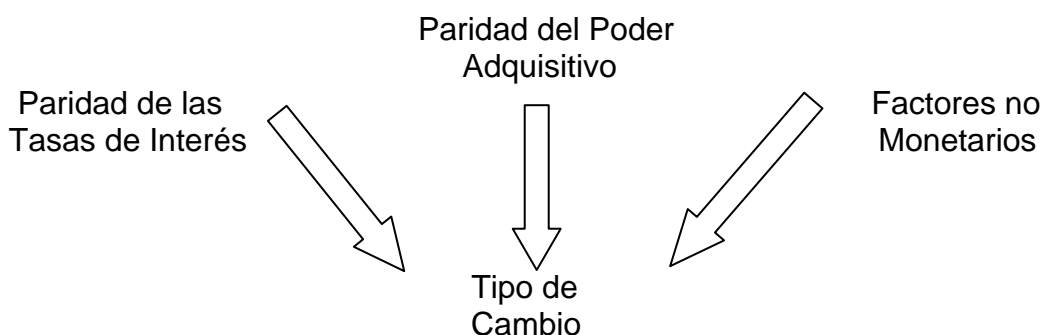 Paridad del Poder
Adquisitivo
Paridad de las
Tasas de Interés
Factores no
Monetarios
Tipo de
Cambio